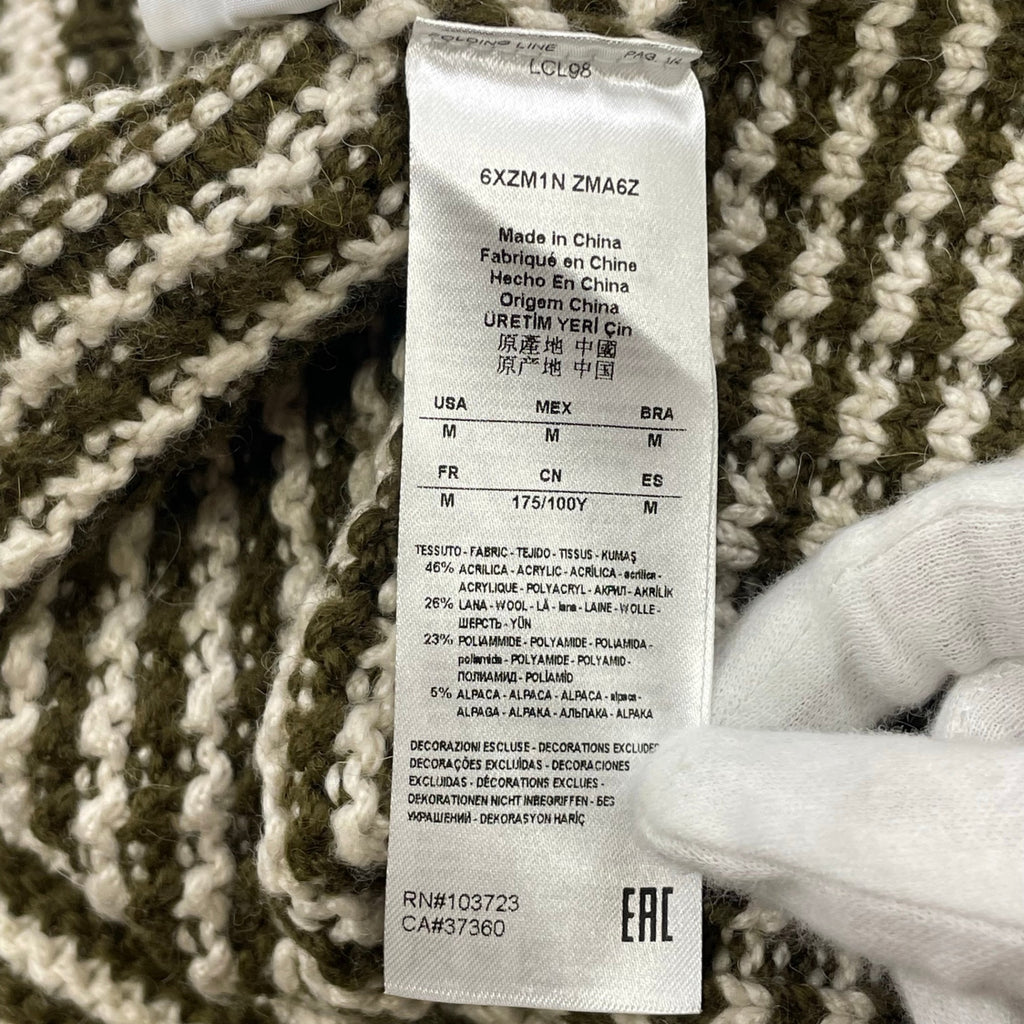 FOLDING LINE PAG 1/4
LCL98
6XZM1N ZMA6Z
Made in China
Fabriqué en Chine
Hecho En China
Origem China
ÜRETİM YERİ Çin
原產地 中國
原产地 中国
USA MEX BRA
M M M
FR CN ES
M 175/100Y M
TESSUTO - FABRIC - TEJIDO - TISSUS - KUMAŞ
46% ACRILICA - ACRYLIC - ACRÍLICA - acrílica -
ACRYLIQUE - POLYACRYL - АКРИЛ - AKRİLİK
26% LANA - WOOL - LÃ - lana - LAINE - WOLLE -
ШЕРСТЬ - YÜN
23% POLIAMMIDE - POLYAMIDE - POLIAMIDA -
poliamida - POLYAMIDE - POLYAMID -
ПОЛИАМИД - POLİAMİD
5% ALPACA - ALPACA - ALPACA - alpaca -
ALPAGA - ALPAKA - АЛЬПАКА - ALPAKA
DECORAZIONI ESCLUSE - DECORATIONS EXCLUDED
DECORAÇÕES EXCLUÍDAS - DECORACIONES
EXCLUIDAS - DÉCORATIONS EXCLUES -
DEKORATIONEN NICHT INBEGRIFFEN - БЕЗ
УКРАШЕНИЙ - DEKORASYON HARİÇ
RN#103723
CA#37360
EAC